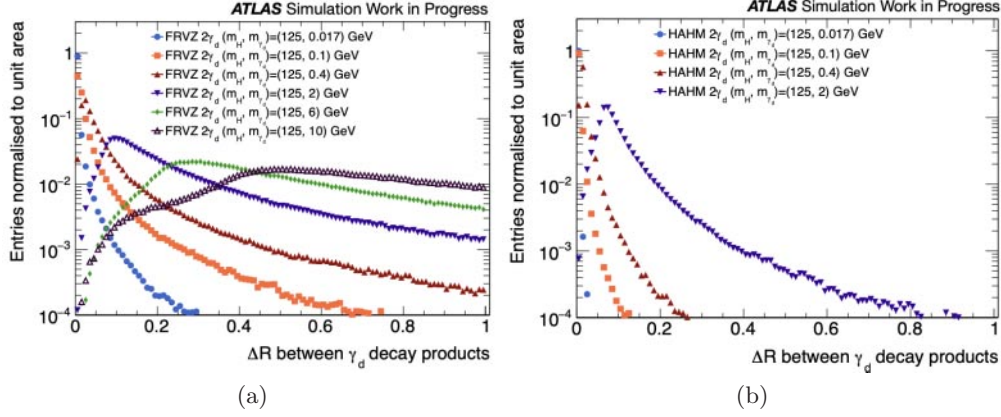 ATLAS Simulation Work in Progress
Entries normalised to unit area
1
10⁻¹
10⁻²
10⁻³
10⁻⁴
FRVZ 2γd (mH, mγd)=(125, 0.017) GeV
FRVZ 2γd (mH, mγd)=(125, 0.1) GeV
FRVZ 2γd (mH, mγd)=(125, 0.4) GeV
FRVZ 2γd (mH, mγd)=(125, 2) GeV
FRVZ 2γd (mH, mγd)=(125, 6) GeV
FRVZ 2γd (mH, mγd)=(125, 10) GeV
0 0.2 0.4 0.6 0.8 1
ΔR between γd decay products
(a)
ATLAS Simulation Work in Progress
Entries normalised to unit area
1
10⁻¹
10⁻²
10⁻³
10⁻⁴
HAHM 2γd (mH, mγd)=(125, 0.017) GeV
HAHM 2γd (mH, mγd)=(125, 0.1) GeV
HAHM 2γd (mH, mγd)=(125, 0.4) GeV
HAHM 2γd (mH, mγd)=(125, 2) GeV
0 0.2 0.4 0.6 0.8 1
ΔR between γd decay products
(b)